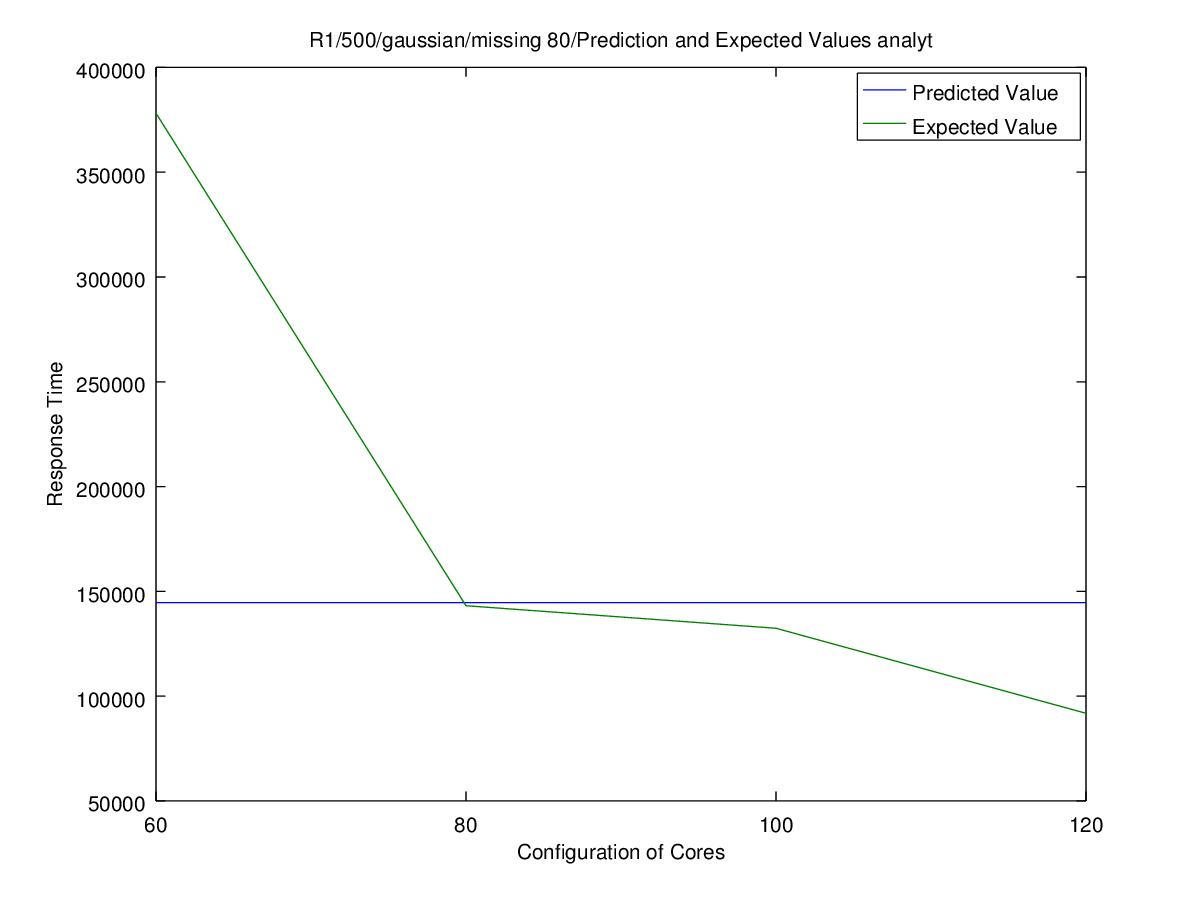 R1/500/gaussian/missing 80/Prediction and Expected Values analyt
Predicted Value
Expected Value
400000
350000
300000
250000
200000
150000
100000
50000
Response Time
60
80
100
120
Configuration of Cores